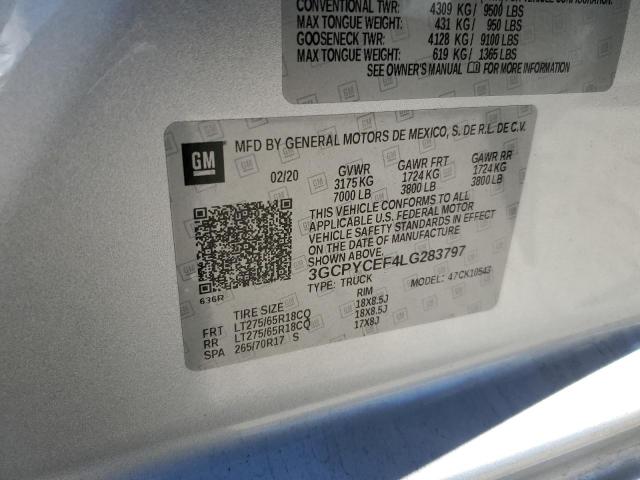 CONVENTIONAL TWR: 4309 KG/ 9500 LBS
MAX TONGUE WEIGHT: 431 KG/ 950 LBS
GOOSENECK TWR: 4128 KG/ 9100 LBS
MAX TONGUE WEIGHT: 619 KG/ 1365 LBS
SEE OWNER'S MANUAL FOR MORE INFORMATION
GM
MFD BY GENERAL MOTORS DE MEXICO, S. DE R.L. DE C.V.
02/20 GVWR GAWR FRT GAWR RR
3175 KG 1724 KG 1724 KG
7000 LB 3800 LB 3800 LB
THIS VEHICLE CONFORMS TO ALL
APPLICABLE U.S. FEDERAL MOTOR
VEHICLE SAFETY STANDARDS IN EFFECT
ON THE DATE OF MANUFACTURE SHOWN ABOVE.
3GCPYCEF4LG283797
TYPE: TRUCK MODEL: 47CK10543
636R
TIRE SIZE RIM
FRT LT275/65R18CQ 18X8.5J
RR LT275/65R18CQ 18X8.5J
SPA 265/70R17 S 17X8J